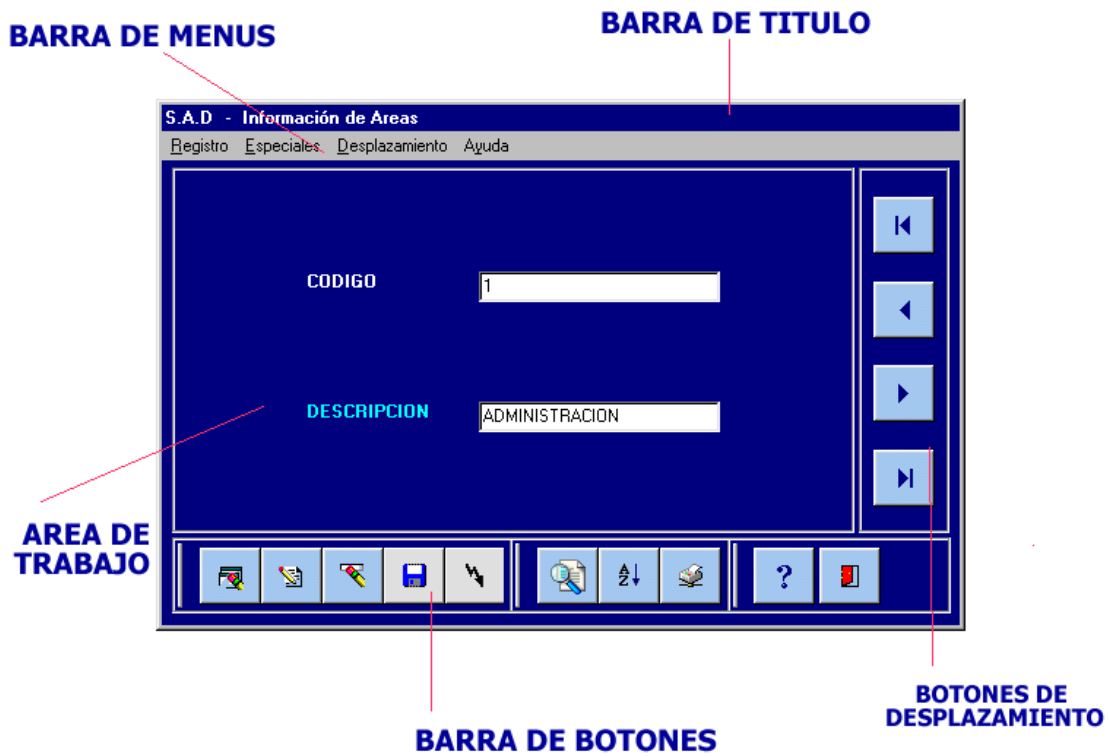 BARRA DE TITULO
BARRA DE MENUS
S.A.D - Información de Areas
Registro Especiales Desplazamiento Ayuda
CODIGO 1
DESCRIPCION ADMINISTRACION
AREA DE
TRABAJO
A
Z
?
BOTONES DE
DESPLAZAMIENTO
BARRA DE BOTONES